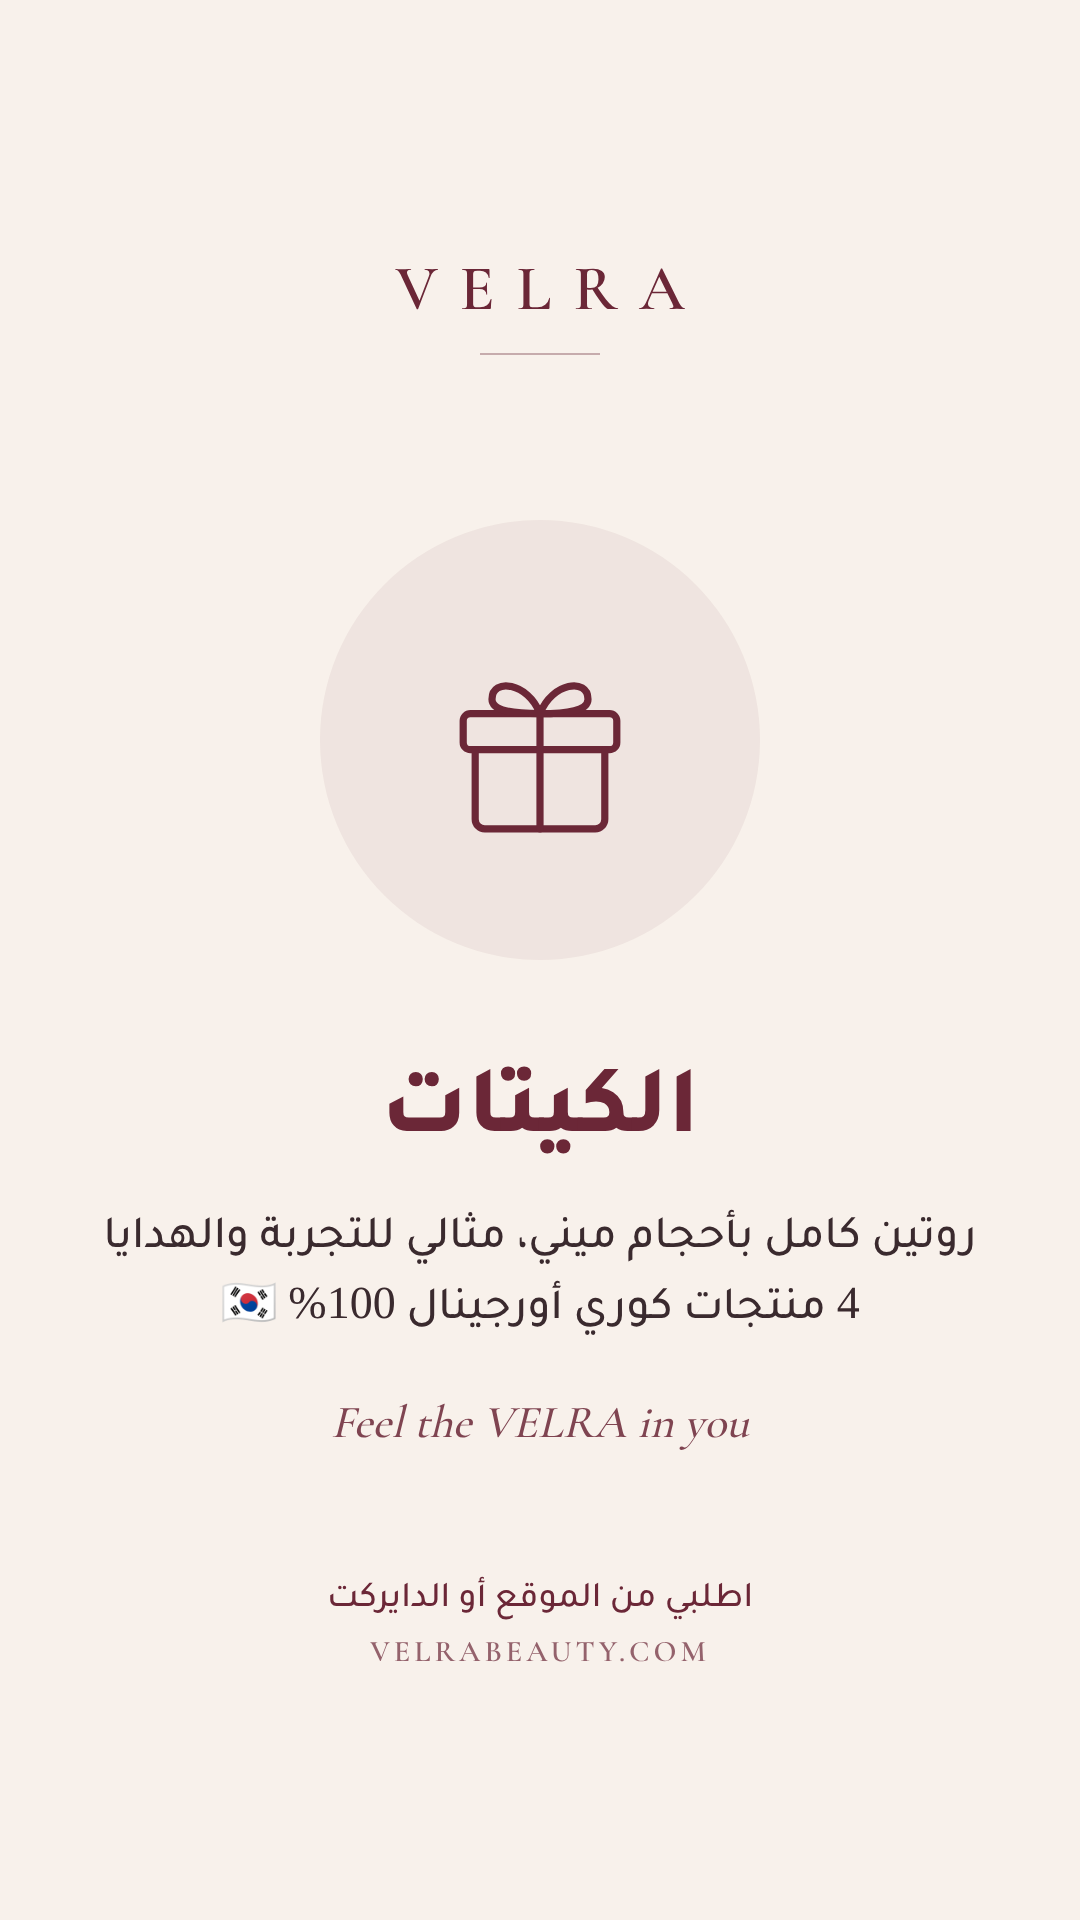 VELRA
الكيتات
روتين كامل بأحجام ميني، مثالي للتجربة والهدايا
4 منتجات كوري أورجينال 100% 🇰🇷
Feel the VELRA in you
اطلبي من الموقع أو الدايركت
VELRABEAUTY.COM